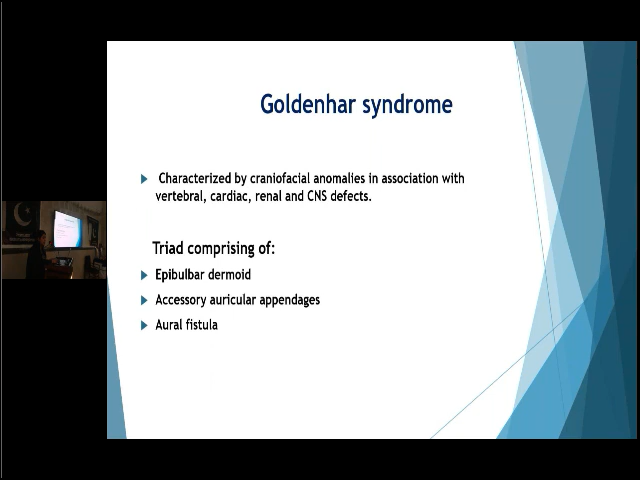 Goldenhar syndrome
Characterized by craniofacial anomalies in association with
vertebral, cardiac, renal and CNS defects.
Triad comprising of:
Epibulbar dermoid
Accessory auricular appendages
Aural fistula